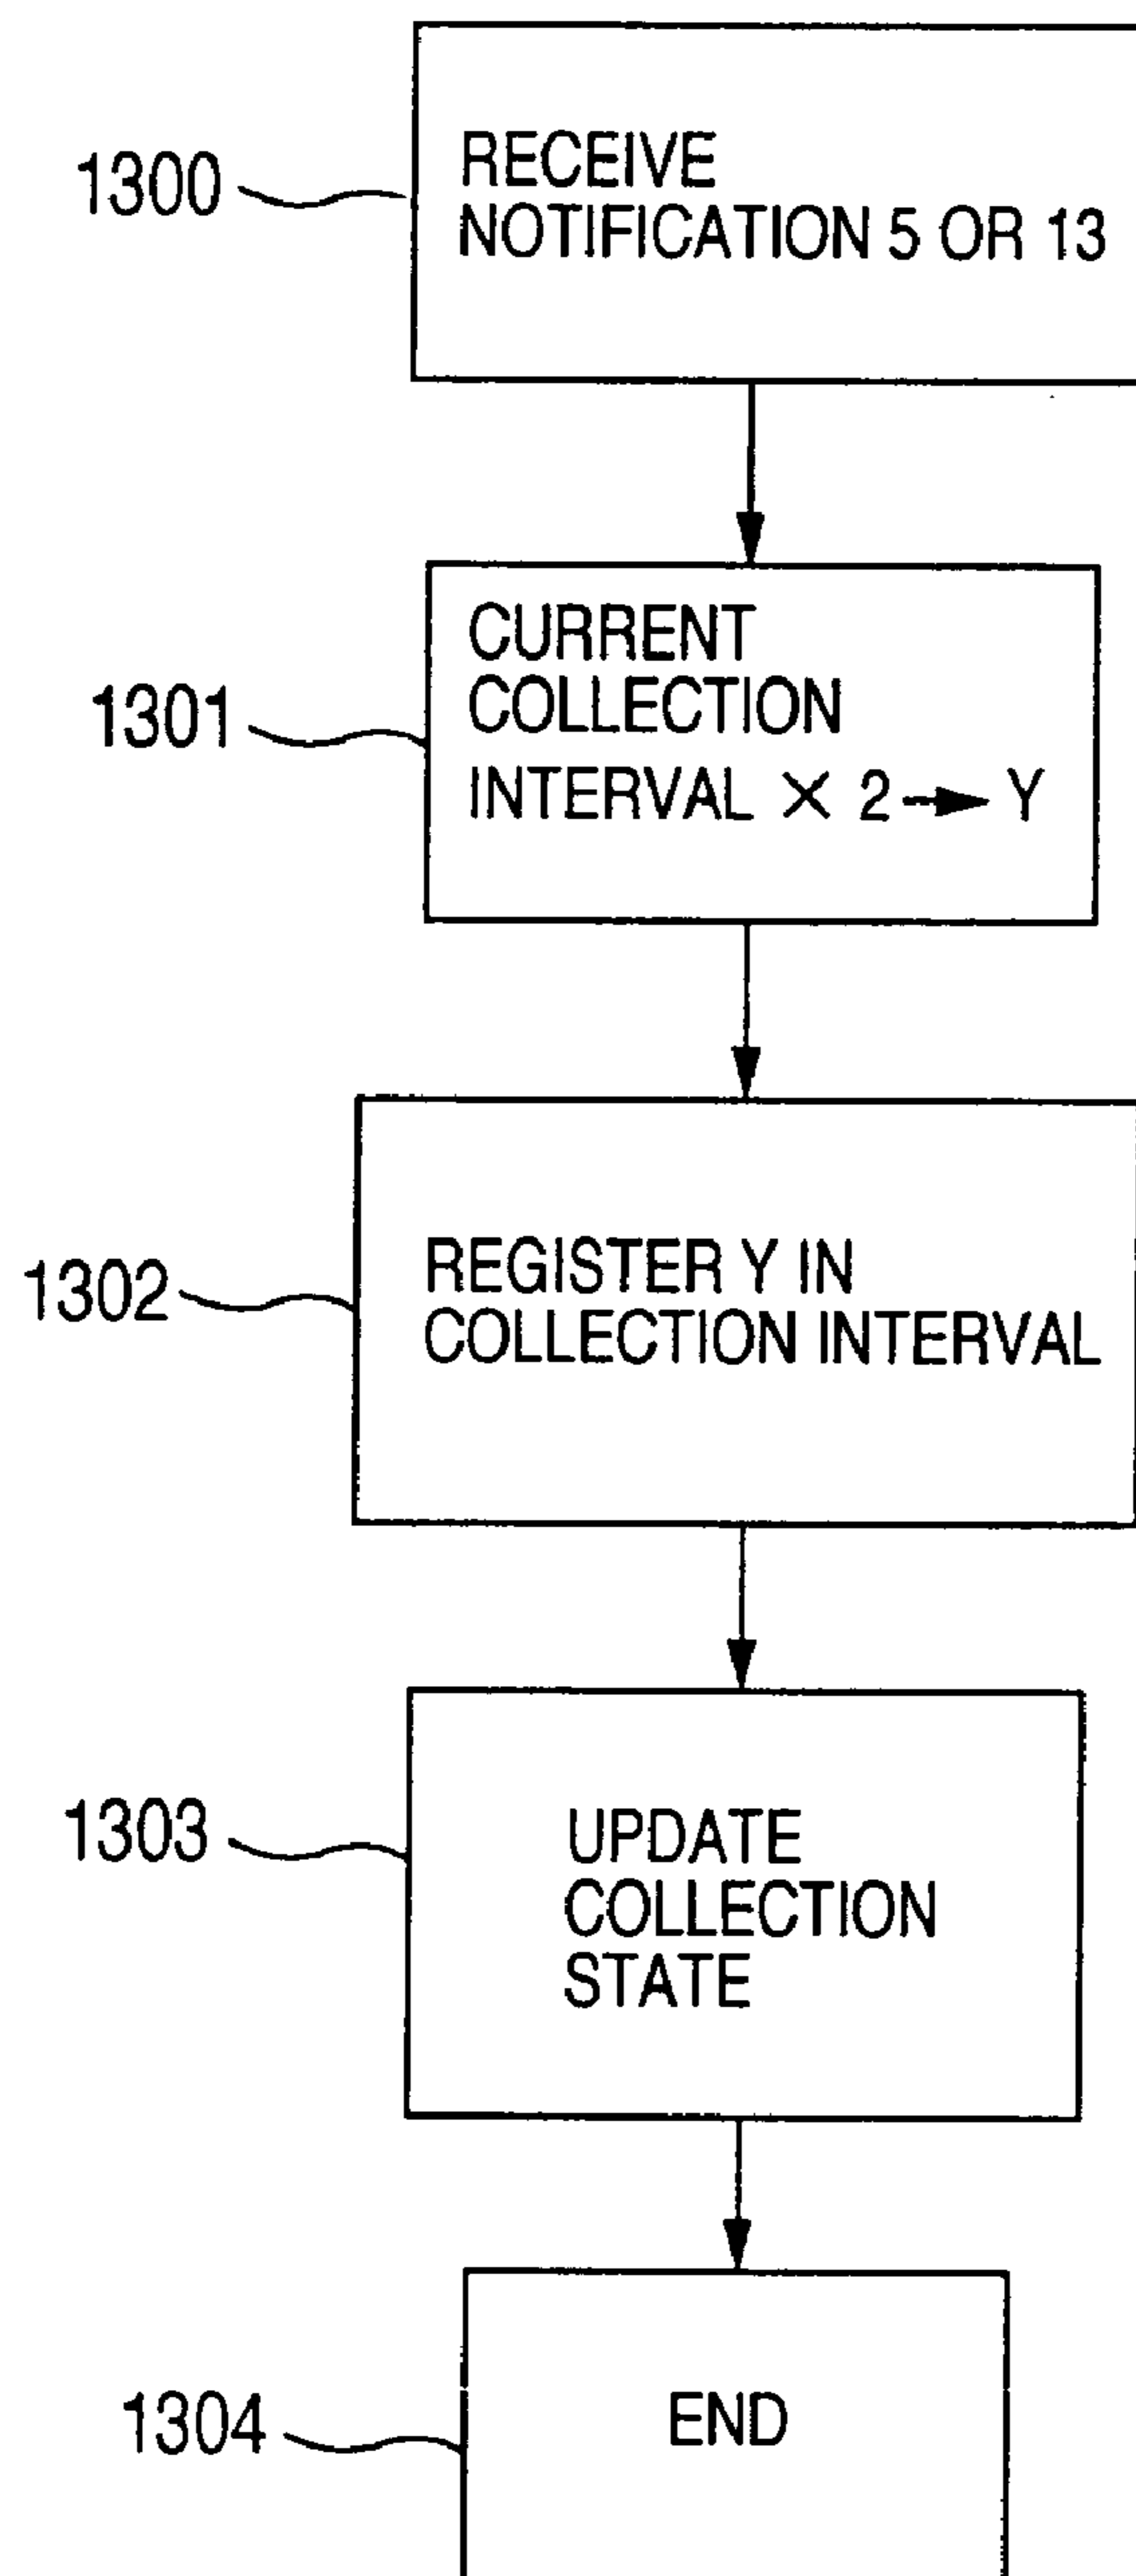 1300
RECEIVE
NOTIFICATION 5 OR 13
1301
CURRENT
COLLECTION
INTERVAL × 2 → Y
1302
REGISTER Y IN
COLLECTION INTERVAL
1303
UPDATE
COLLECTION
STATE
1304
END